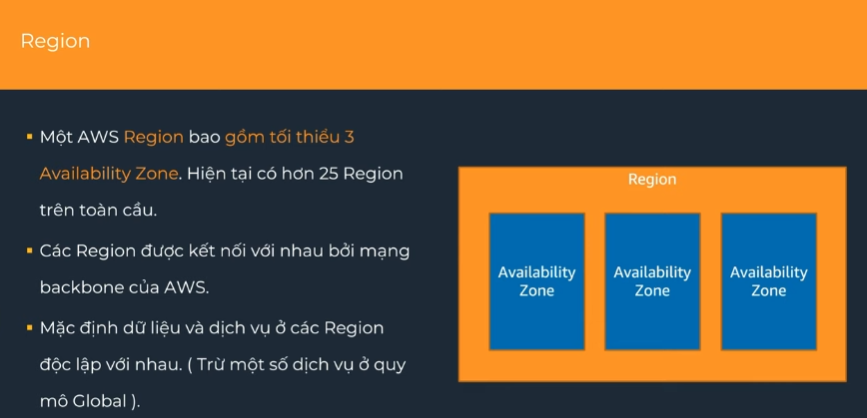 Region
▪ Một AWS Region bao gồm tối thiểu 3
Availability Zone. Hiện tại có hơn 25 Region
trên toàn cầu.
▪ Các Region được kết nối với nhau bởi mạng
backbone của AWS.
▪ Mặc định dữ liệu và dịch vụ ở các Region
độc lập với nhau. ( Trừ một số dịch vụ ở quy
mô Global ).
Region
Availability
Zone
Availability
Zone
Availability
Zone